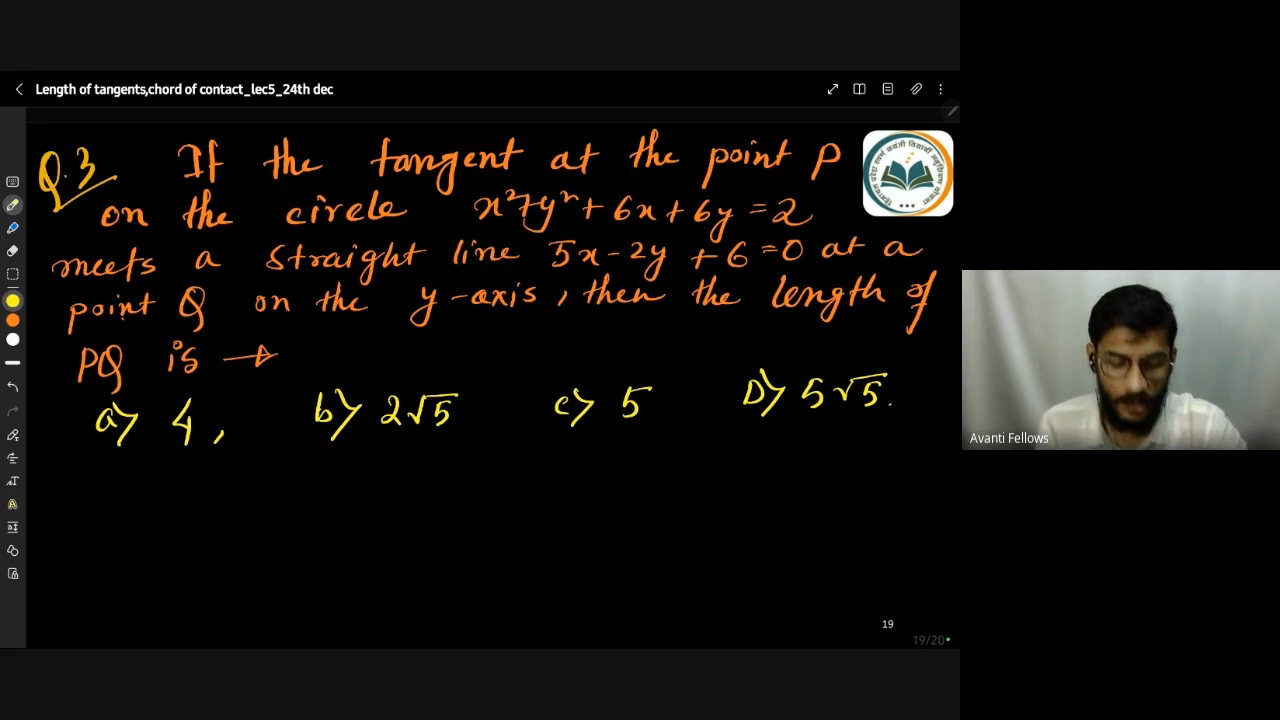 Length of tangents,chord of contact_lec5_24th dec
Q.3 If the tangent at the point P
on the circle x²+y²+6x+6y=2
meets a straight line 5x-2y+6=0 at a
point Q on the y-axis, then the length of
PQ is →
a> 4, b> 2√5 c> 5 D> 5√5.
Avanti Fellows
19
19/20